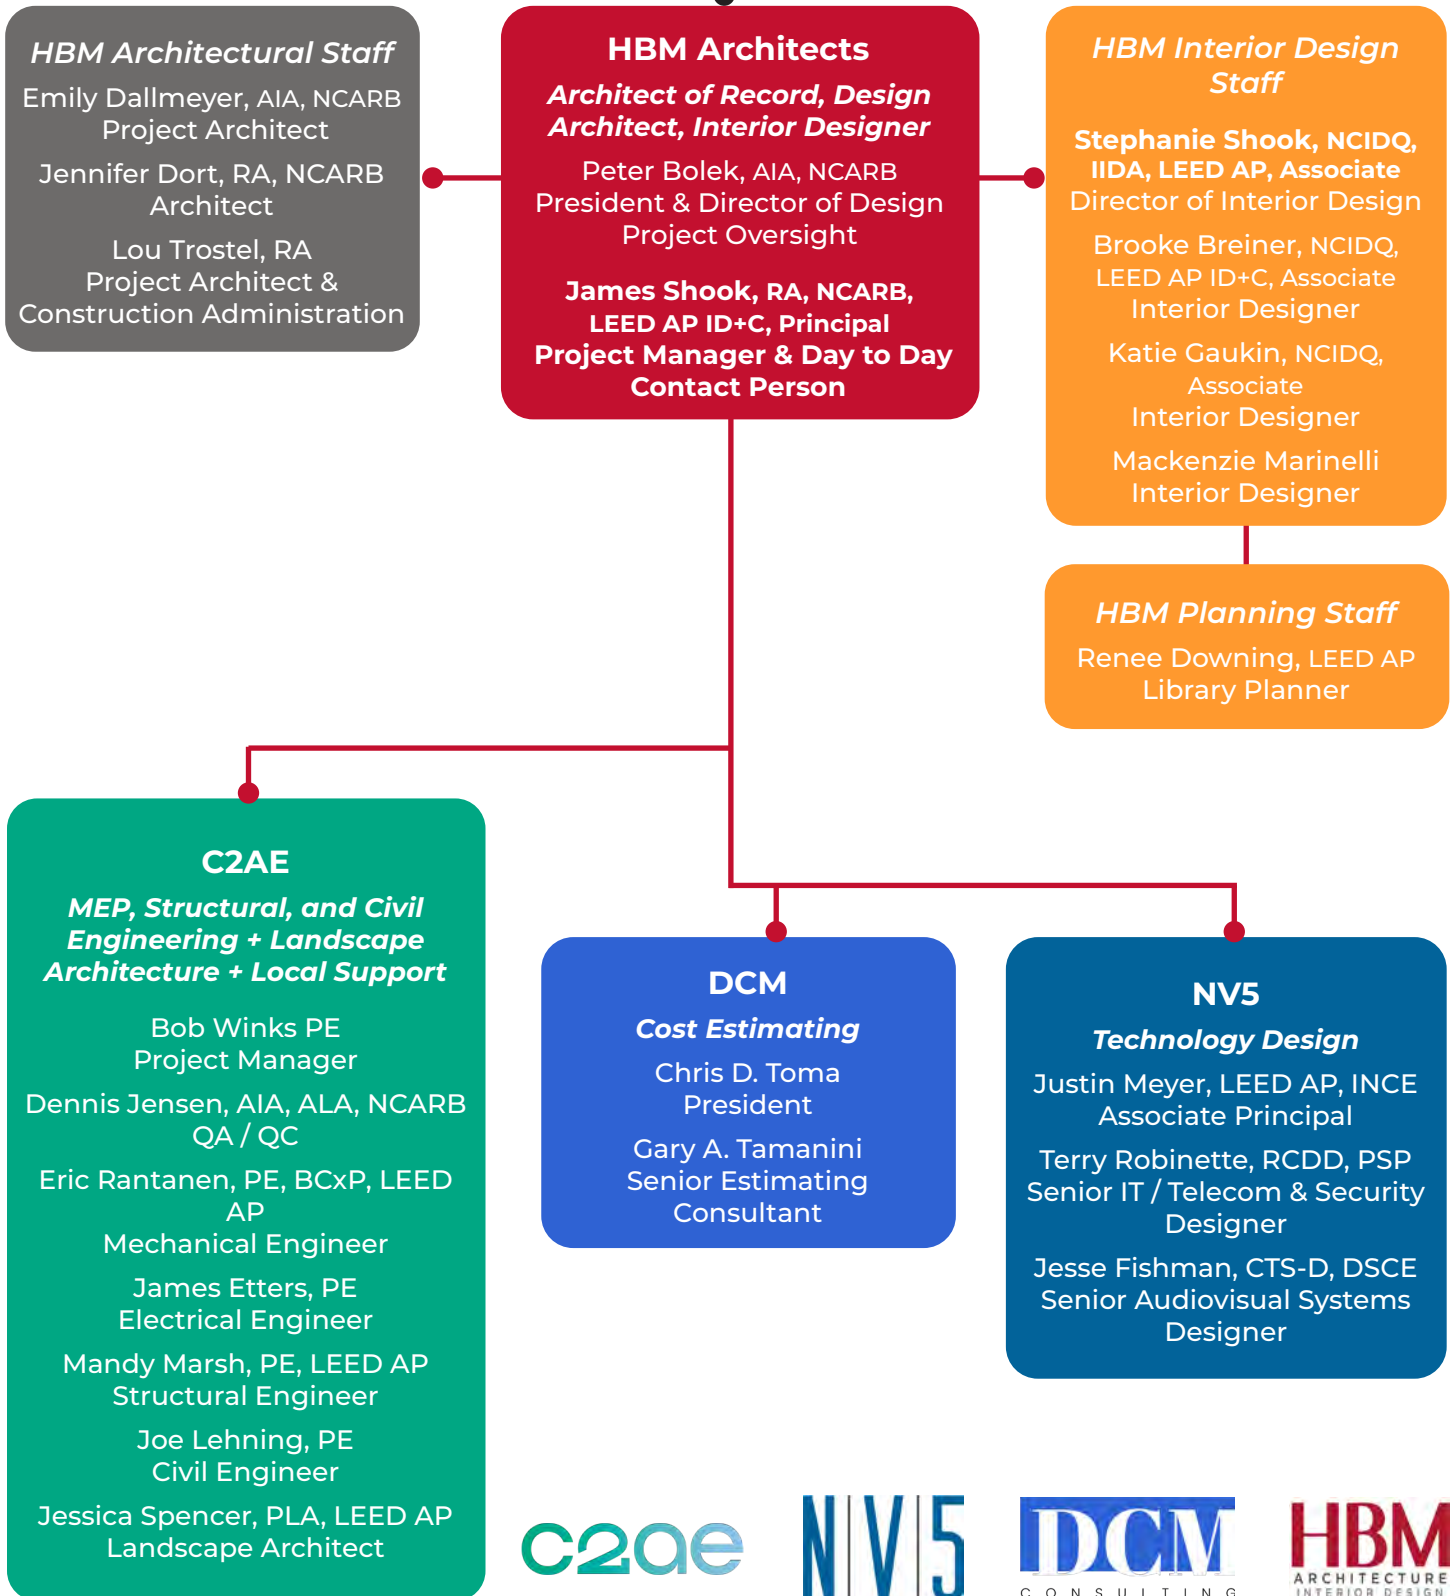 HBM Architectural Staff
Emily Dallmeyer, AIA, NCARB
Project Architect
Jennifer Dort, RA, NCARB
Architect
Lou Trostel, RA
Project Architect &
Construction Administration
HBM Architects
Architect of Record, Design
Architect, Interior Designer
Peter Bolek, AIA, NCARB
President & Director of Design
Project Oversight
James Shook, RA, NCARB,
LEED AP ID+C, Principal
Project Manager & Day to Day
Contact Person
HBM Interior Design
Staff
Stephanie Shook, NCIDQ,
IIDA, LEED AP, Associate
Director of Interior Design
Brooke Breiner, NCIDQ,
LEED AP ID+C, Associate
Interior Designer
Katie Gaukin, NCIDQ,
Associate
Interior Designer
Mackenzie Marinelli
Interior Designer
HBM Planning Staff
Renee Downing, LEED AP
Library Planner
C2AE
MEP, Structural, and Civil
Engineering + Landscape
Architecture + Local Support
Bob Winks PE
Project Manager
Dennis Jensen, AIA, ALA, NCARB
QA / QC
Eric Rantanen, PE, BCxP, LEED
AP
Mechanical Engineer
James Etters, PE
Electrical Engineer
Mandy Marsh, PE, LEED AP
Structural Engineer
Joe Lehning, PE
Civil Engineer
Jessica Spencer, PLA, LEED AP
Landscape Architect
DCM
Cost Estimating
Chris D. Toma
President
Gary A. Tamanini
Senior Estimating
Consultant
NV5
Technology Design
Justin Meyer, LEED AP, INCE
Associate Principal
Terry Robinette, RCDD, PSP
Senior IT / Telecom & Security
Designer
Jesse Fishman, CTS-D, DSCE
Senior Audiovisual Systems
Designer
c2ae
N|V|5
DCM
CONSULTING
HBM
ARCHITECTURE
INTERIOR DESIGN